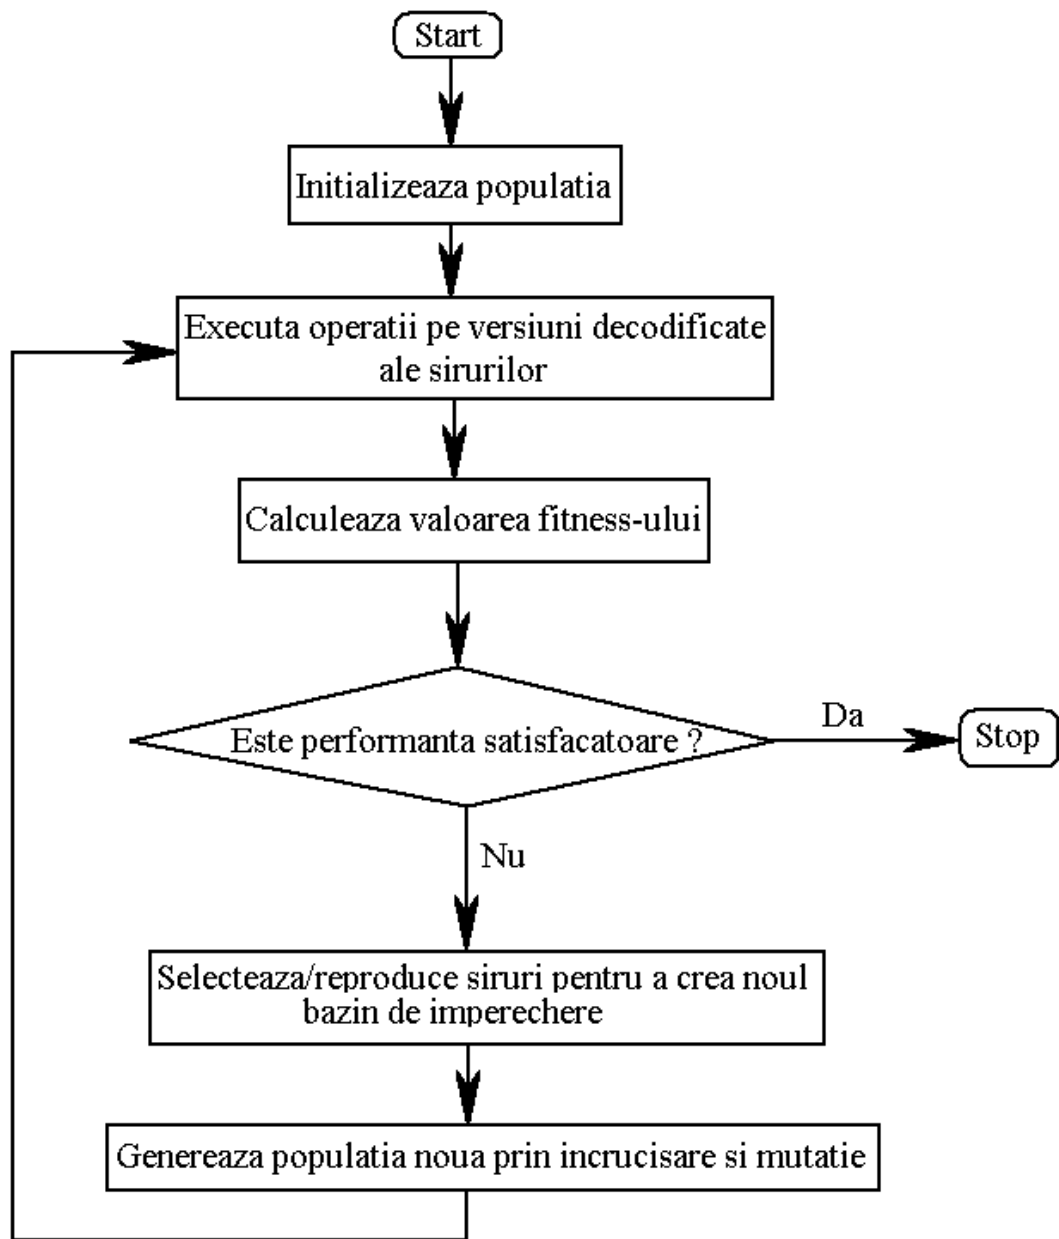 Start
Initializeaza populatia
Executa operatii pe versiuni decodificate
ale sirurilor
Calculeaza valoarea fitness-ului
Este performanta satisfacatoare ?
Da
Stop
Nu
Selecteaza/reproduce siruri pentru a crea noul
bazin de imperechere
Genereaza populatia noua prin incrucisare si mutatie